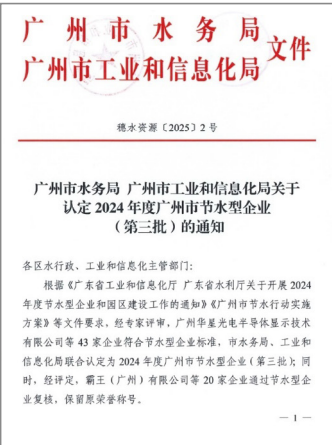 广州市水务局
广州市工业和信息化局
文件
穗水资源〔2025〕2号
广州市水务局 广州市工业和信息化局关于
认定2024年度广州市节水型企业
（第三批）的通知
各区水行政、工业和信息化主管部门：
根据《广东省工业和信息化厅 广东省水利厅关于开展2024
年度节水型企业和园区建设工作的通知》《广州市节水行动实施
方案》等文件要求，经专家评审，广州华星光电半导体显示技术
有限公司等43家企业符合节水型企业标准，市水务局、工业和
信息化局联合认定为2024年度广州市节水型企业（第三批）；同
时，经评定，霸王（广州）有限公司等20家企业通过节水型企
业复核，保留原荣誉称号。
— 1 —